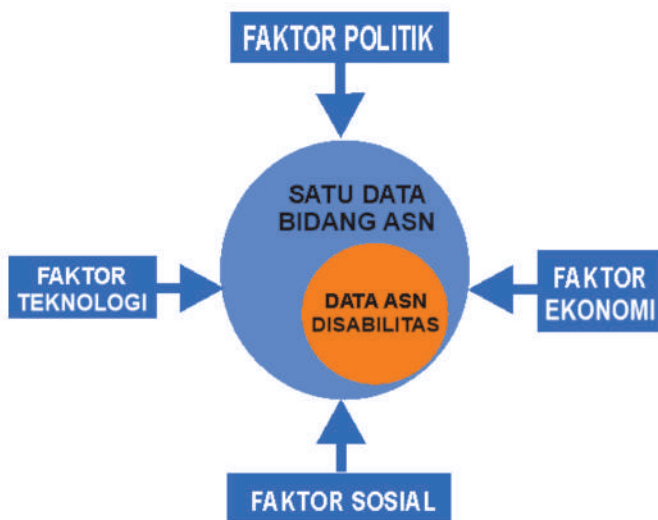 FAKTOR POLITIK
SATU DATA
BIDANG ASN
FAKTOR
TEKNOLOGI
DATA ASN
DISABILITAS
FAKTOR
EKONOMI
FAKTOR SOSIAL